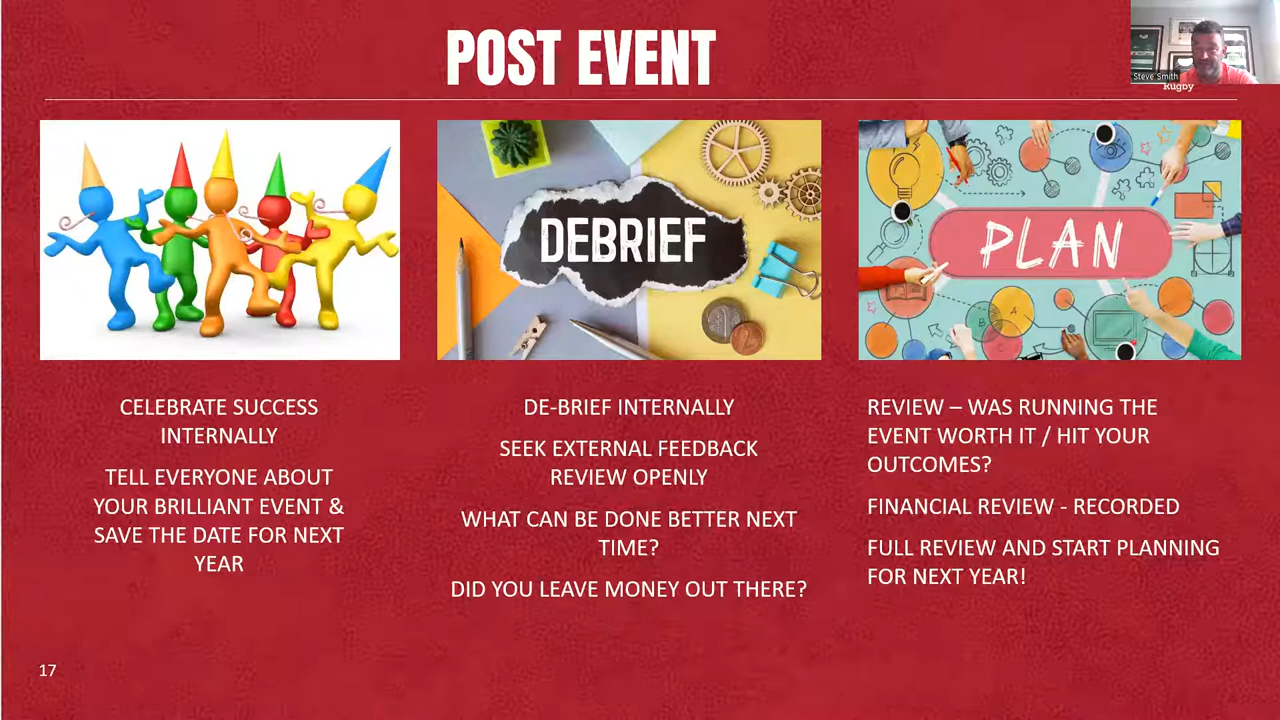 POST EVENT
Steve Smith
Rugby
DEBRIEF
PLAN
A
B
CELEBRATE SUCCESS
INTERNALLY
TELL EVERYONE ABOUT
YOUR BRILLIANT EVENT &
SAVE THE DATE FOR NEXT
YEAR
DE-BRIEF INTERNALLY
SEEK EXTERNAL FEEDBACK
REVIEW OPENLY
WHAT CAN BE DONE BETTER NEXT
TIME?
DID YOU LEAVE MONEY OUT THERE?
REVIEW – WAS RUNNING THE
EVENT WORTH IT / HIT YOUR
OUTCOMES?
FINANCIAL REVIEW - RECORDED
FULL REVIEW AND START PLANNING
FOR NEXT YEAR!
17